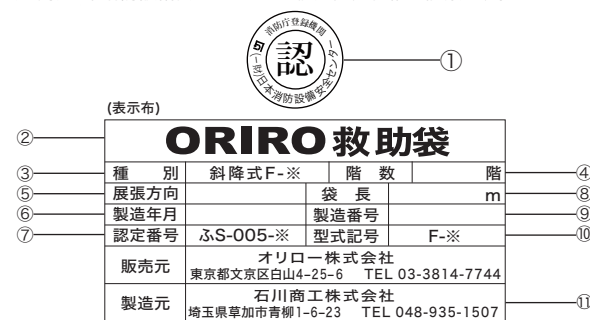 消防庁登録機関
認
(一財)日本消防設備安全センター
①
(表示布)
② ORIRO救助袋
③ 種 別 斜降式F-※ 階 数 階 ④
⑤ 展張方向 袋 長 m ⑧
⑥ 製造年月 製造番号 ⑨
⑦ 認定番号 ふS-005-※ 型式記号 F-※ ⑩
販売元 オリロー株式会社
東京都文京区白山4-25-6 TEL 03-3814-7744
製造元 石川商工株式会社 ⑪
埼玉県草加市青柳1-6-23 TEL 048-935-1507